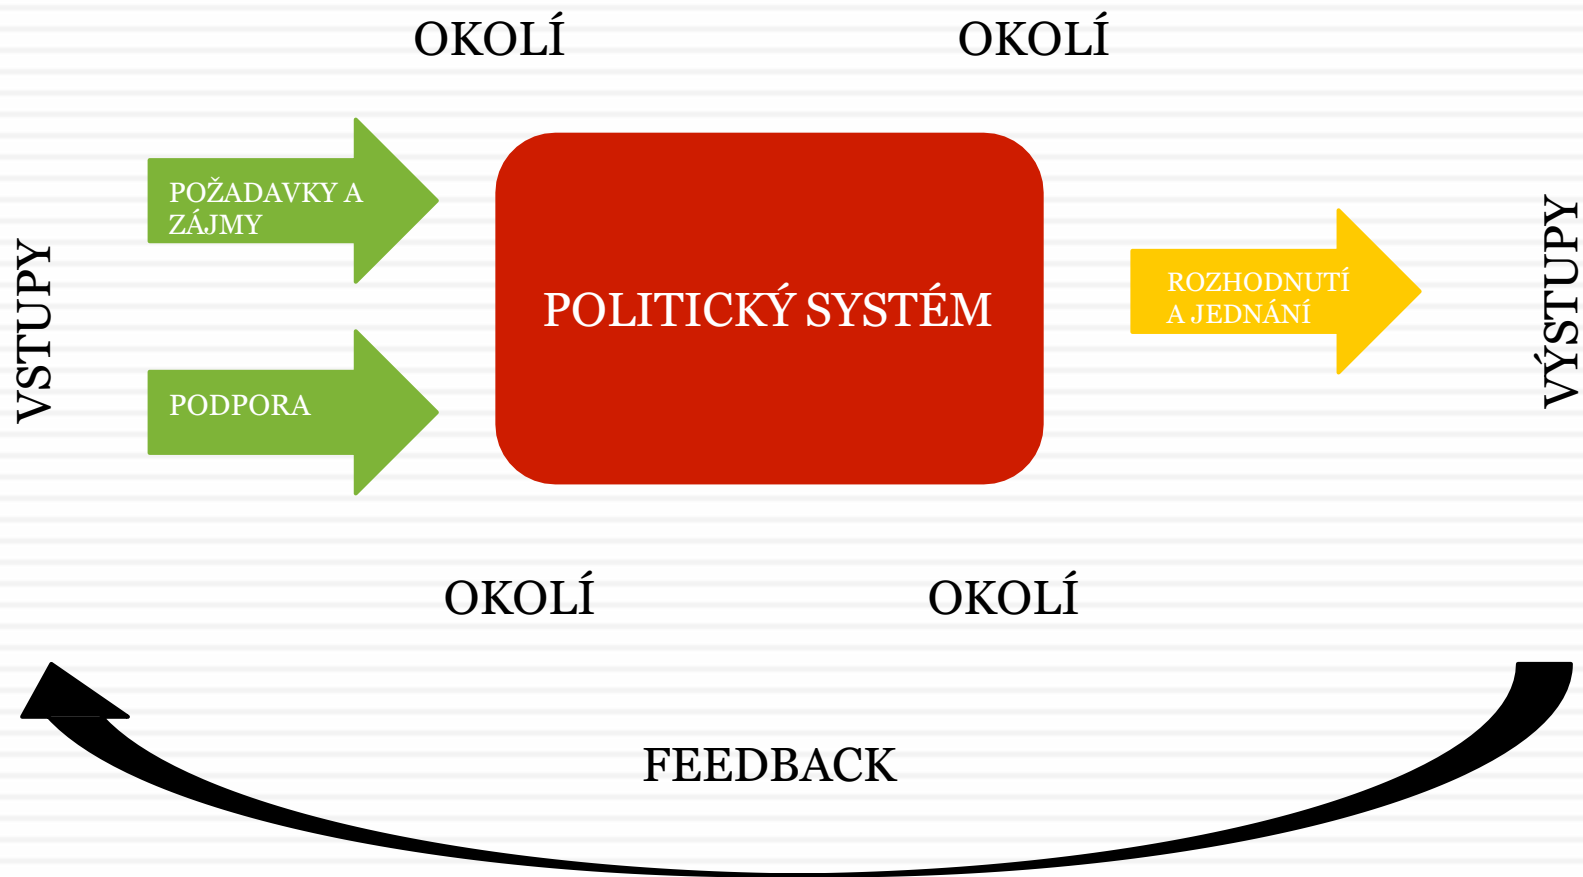 OKOLÍ OKOLÍ
VSTUPY
POŽADAVKY A
ZÁJMY
PODPORA
POLITICKÝ SYSTÉM
ROZHODNUTÍ
A JEDNÁNÍ
VÝSTUPY
OKOLÍ OKOLÍ
FEEDBACK